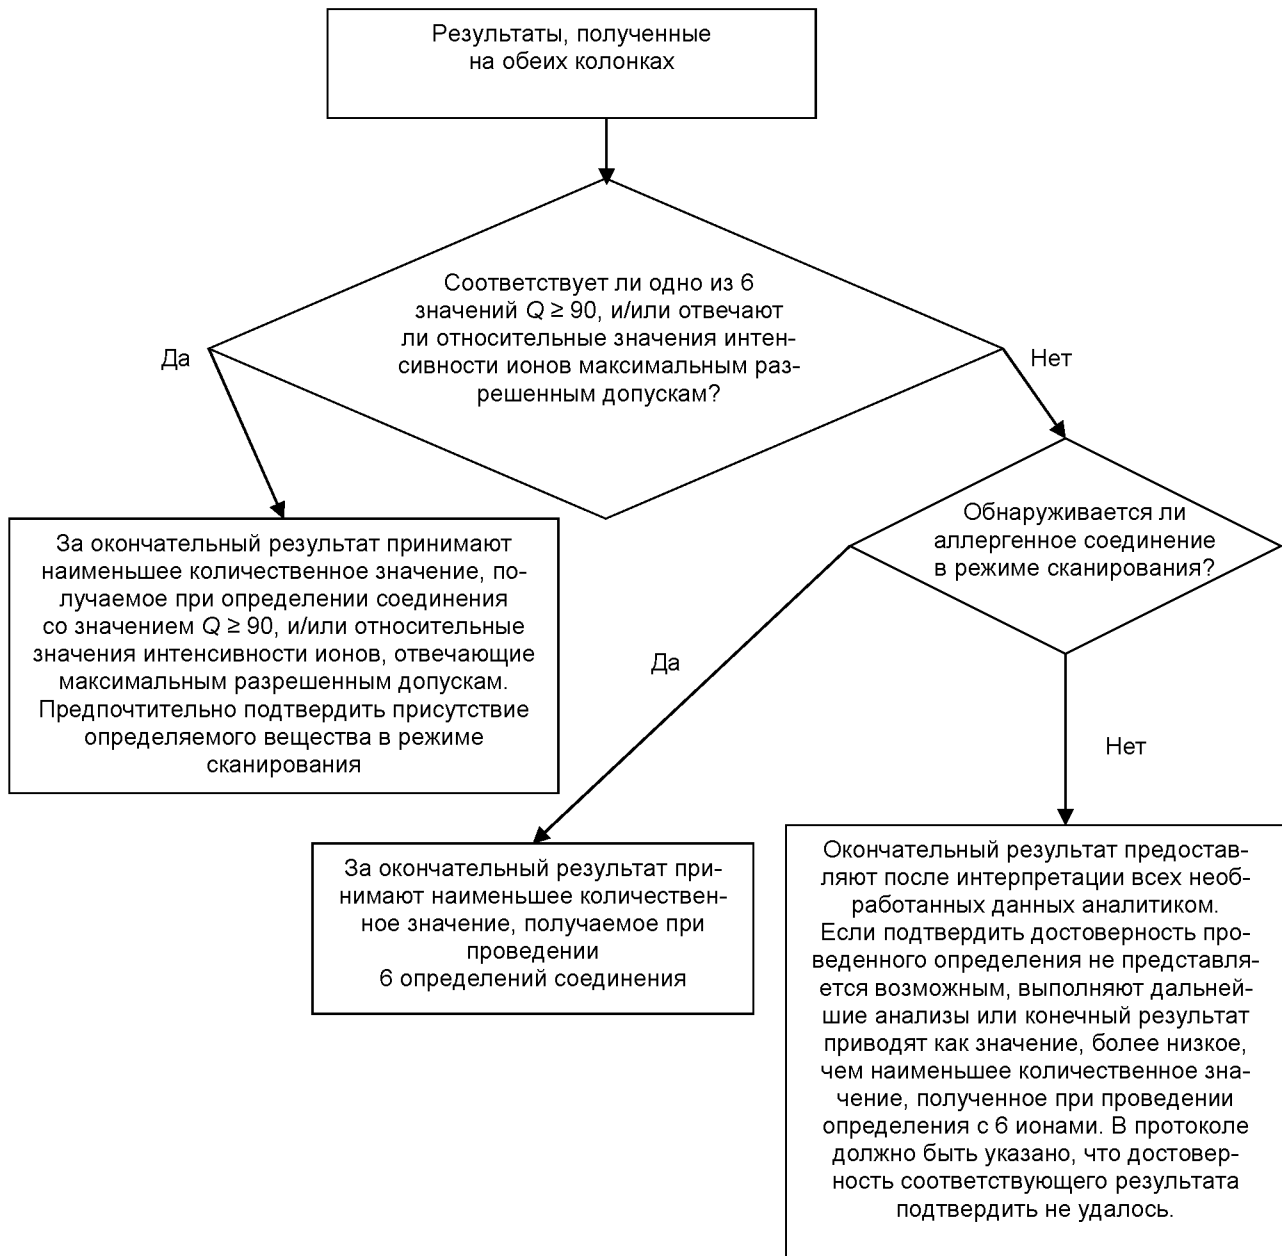 Результаты, полученные
на обеих колонках
Соответствует ли одно из 6
значений Q ≥ 90, и/или отвечают
ли относительные значения интен-
сивности ионов максимальным раз-
решенным допускам?
Да
Нет
За окончательный результат принимают
наименьшее количественное значение, по-
лучаемое при определении соединения
со значением Q ≥ 90, и/или относительные
значения интенсивности ионов, отвечающие
максимальным разрешенным допускам.
Предпочтительно подтвердить присутствие
определяемого вещества в режиме
сканирования
Обнаруживается ли
аллергенное соединение
в режиме сканирования?
Да
Нет
За окончательный результат при-
нимают наименьшее количествен-
ное значение, получаемое при
проведении
6 определений соединения
Окончательный результат предостав-
ляют после интерпретации всех необ-
работанных данных аналитиком.
Если подтвердить достоверность про-
веденного определения не представля-
ется возможным, выполняют дальней-
шие анализы или конечный результат
приводят как значение, более низкое,
чем наименьшее количественное зна-
чение, полученное при проведении
определения с 6 ионами. В протоколе
должно быть указано, что достовер-
ность соответствующего результата
подтвердить не удалось.